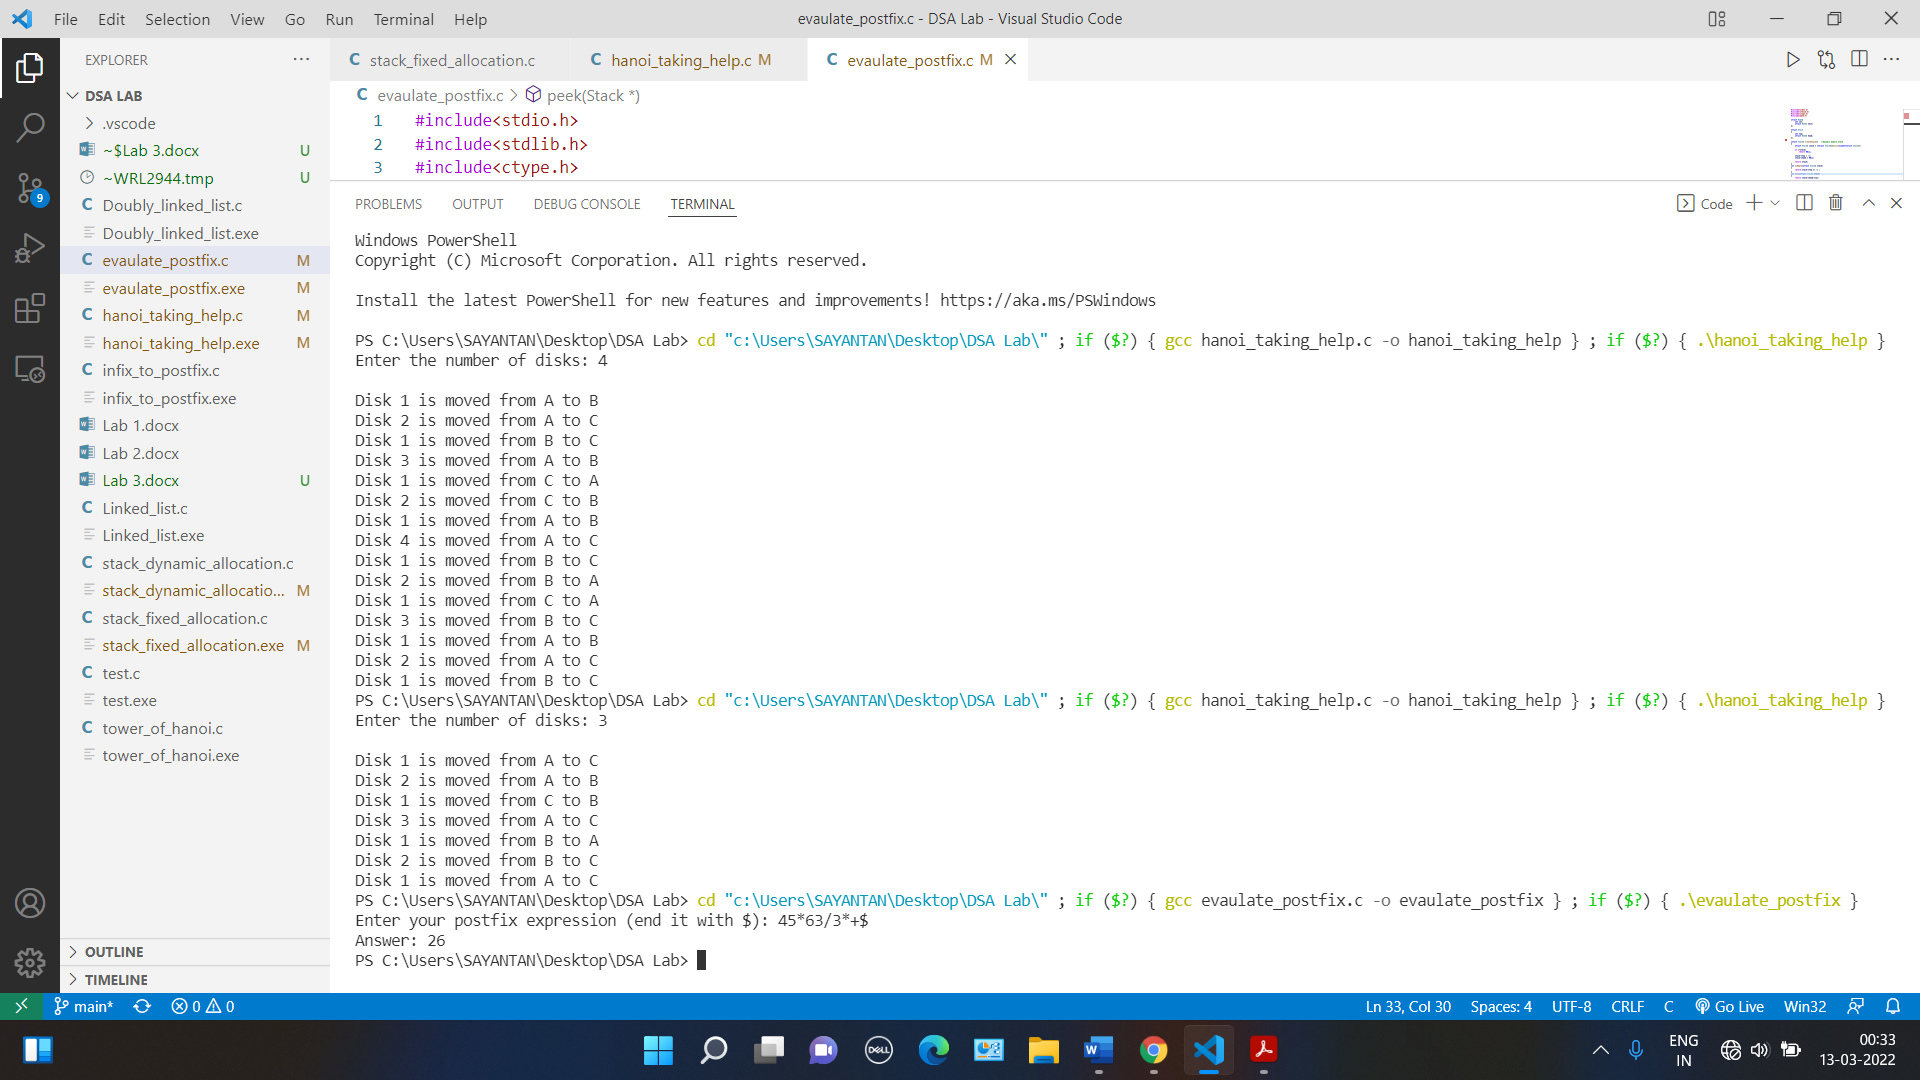 File Edit Selection View Go Run Terminal Help
evaulate_postfix.c - DSA Lab - Visual Studio Code
EXPLORER
DSA LAB
.vscode
~$Lab 3.docx U
~WRL2944.tmp U
Doubly_linked_list.c
Doubly_linked_list.exe
evaulate_postfix.c M
evaulate_postfix.exe M
hanoi_taking_help.c M
hanoi_taking_help.exe M
infix_to_postfix.c
infix_to_postfix.exe
Lab 1.docx
Lab 2.docx
Lab 3.docx U
Linked_list.c
Linked_list.exe
stack_dynamic_allocation.c
stack_dynamic_allocatio... M
stack_fixed_allocation.c
stack_fixed_allocation.exe M
test.c
test.exe
tower_of_hanoi.c
tower_of_hanoi.exe
OUTLINE
TIMELINE
C stack_fixed_allocation.c C hanoi_taking_help.c M C evaulate_postfix.c M
C evaulate_postfix.c > peek(Stack *)
1 #include<stdio.h>
2 #include<stdlib.h>
3 #include<ctype.h>
PROBLEMS OUTPUT DEBUG CONSOLE TERMINAL Code
Windows PowerShell
Copyright (C) Microsoft Corporation. All rights reserved.
Install the latest PowerShell for new features and improvements! https://aka.ms/PSWindows
PS C:\Users\SAYANTAN\Desktop\DSA Lab> cd "c:\Users\SAYANTAN\Desktop\DSA Lab\" ; if ($?) { gcc hanoi_taking_help.c -o hanoi_taking_help } ; if ($?) { .\hanoi_taking_help }
Enter the number of disks: 4
Disk 1 is moved from A to B
Disk 2 is moved from A to C
Disk 1 is moved from B to C
Disk 3 is moved from A to B
Disk 1 is moved from C to A
Disk 2 is moved from C to B
Disk 1 is moved from A to B
Disk 4 is moved from A to C
Disk 1 is moved from B to C
Disk 2 is moved from B to A
Disk 1 is moved from C to A
Disk 3 is moved from B to C
Disk 1 is moved from A to B
Disk 2 is moved from A to C
Disk 1 is moved from B to C
PS C:\Users\SAYANTAN\Desktop\DSA Lab> cd "c:\Users\SAYANTAN\Desktop\DSA Lab\" ; if ($?) { gcc hanoi_taking_help.c -o hanoi_taking_help } ; if ($?) { .\hanoi_taking_help }
Enter the number of disks: 3
Disk 1 is moved from A to C
Disk 2 is moved from A to B
Disk 1 is moved from C to B
Disk 3 is moved from A to C
Disk 1 is moved from B to A
Disk 2 is moved from B to C
Disk 1 is moved from A to C
PS C:\Users\SAYANTAN\Desktop\DSA Lab> cd "c:\Users\SAYANTAN\Desktop\DSA Lab\" ; if ($?) { gcc evaulate_postfix.c -o evaulate_postfix } ; if ($?) { .\evaulate_postfix }
Enter your postfix expression (end it with $): 45*63/3*+$
Answer: 26
PS C:\Users\SAYANTAN\Desktop\DSA Lab>
9
main* 0 0 Ln 33, Col 30 Spaces: 4 UTF-8 CRLF C Go Live Win32
DELL
ENG
IN
00:33
13-03-2022